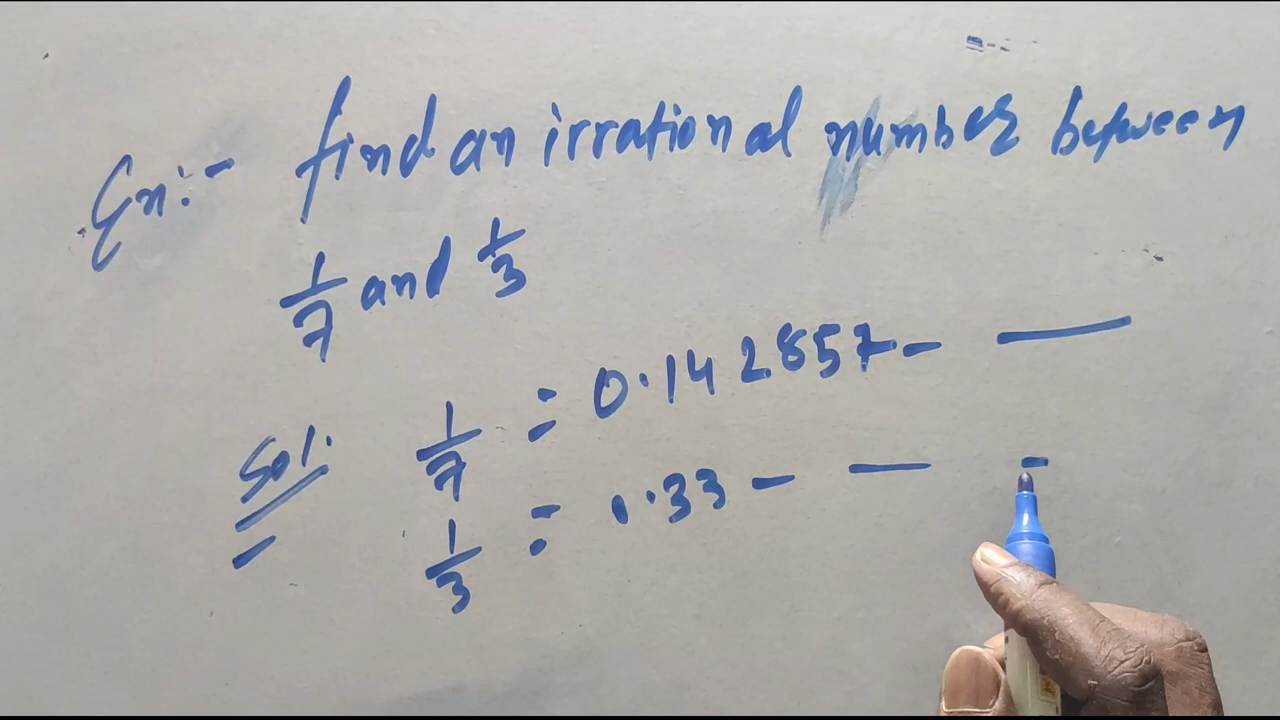 Ex:- find an irrational number between
1/7 and 1/3
Sol. 1/7 = 0.142857- —
1/3 = 0.33- — -